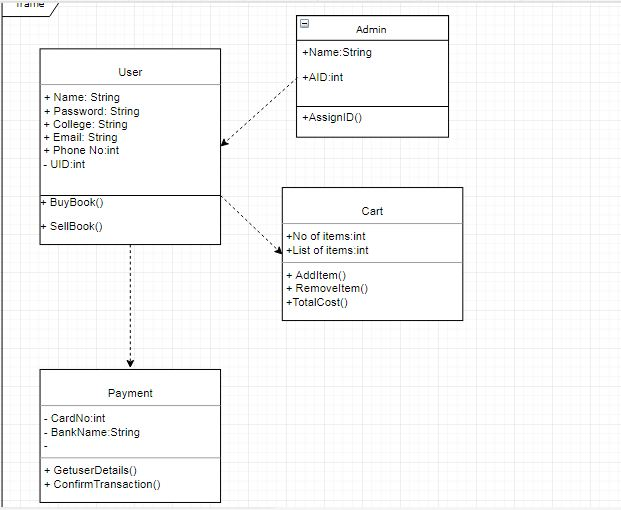 frame
Admin
+Name:String
+AID:int
+AssignID()
User
+ Name: String
+ Password: String
+ College: String
+ Email: String
+ Phone No:int
- UID:int
+ BuyBook()
+ SellBook()
Cart
+No of items:int
+List of items:int
+ AddItem()
+ RemoveItem()
+TotalCost()
Payment
- CardNo:int
- BankName:String
-
+ GetuserDetails()
+ ConfirmTransaction()